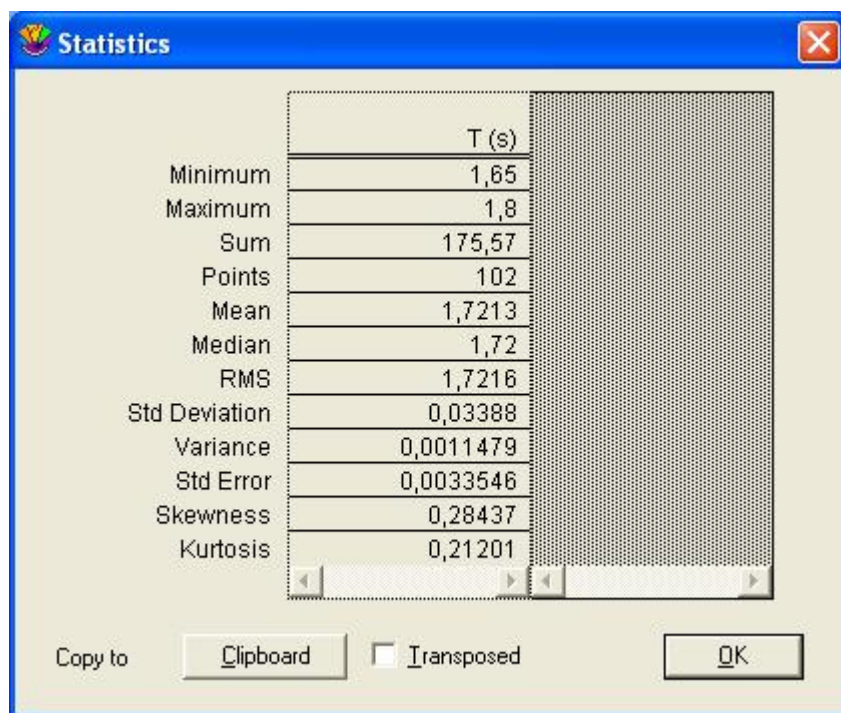 Statistics
T (s)
Minimum 1,65
Maximum 1,8
Sum 175,57
Points 102
Mean 1,7213
Median 1,72
RMS 1,7216
Std Deviation 0,03388
Variance 0,0011479
Std Error 0,0033546
Skewness 0,28437
Kurtosis 0,21201
Copy to Clipboard Transposed OK